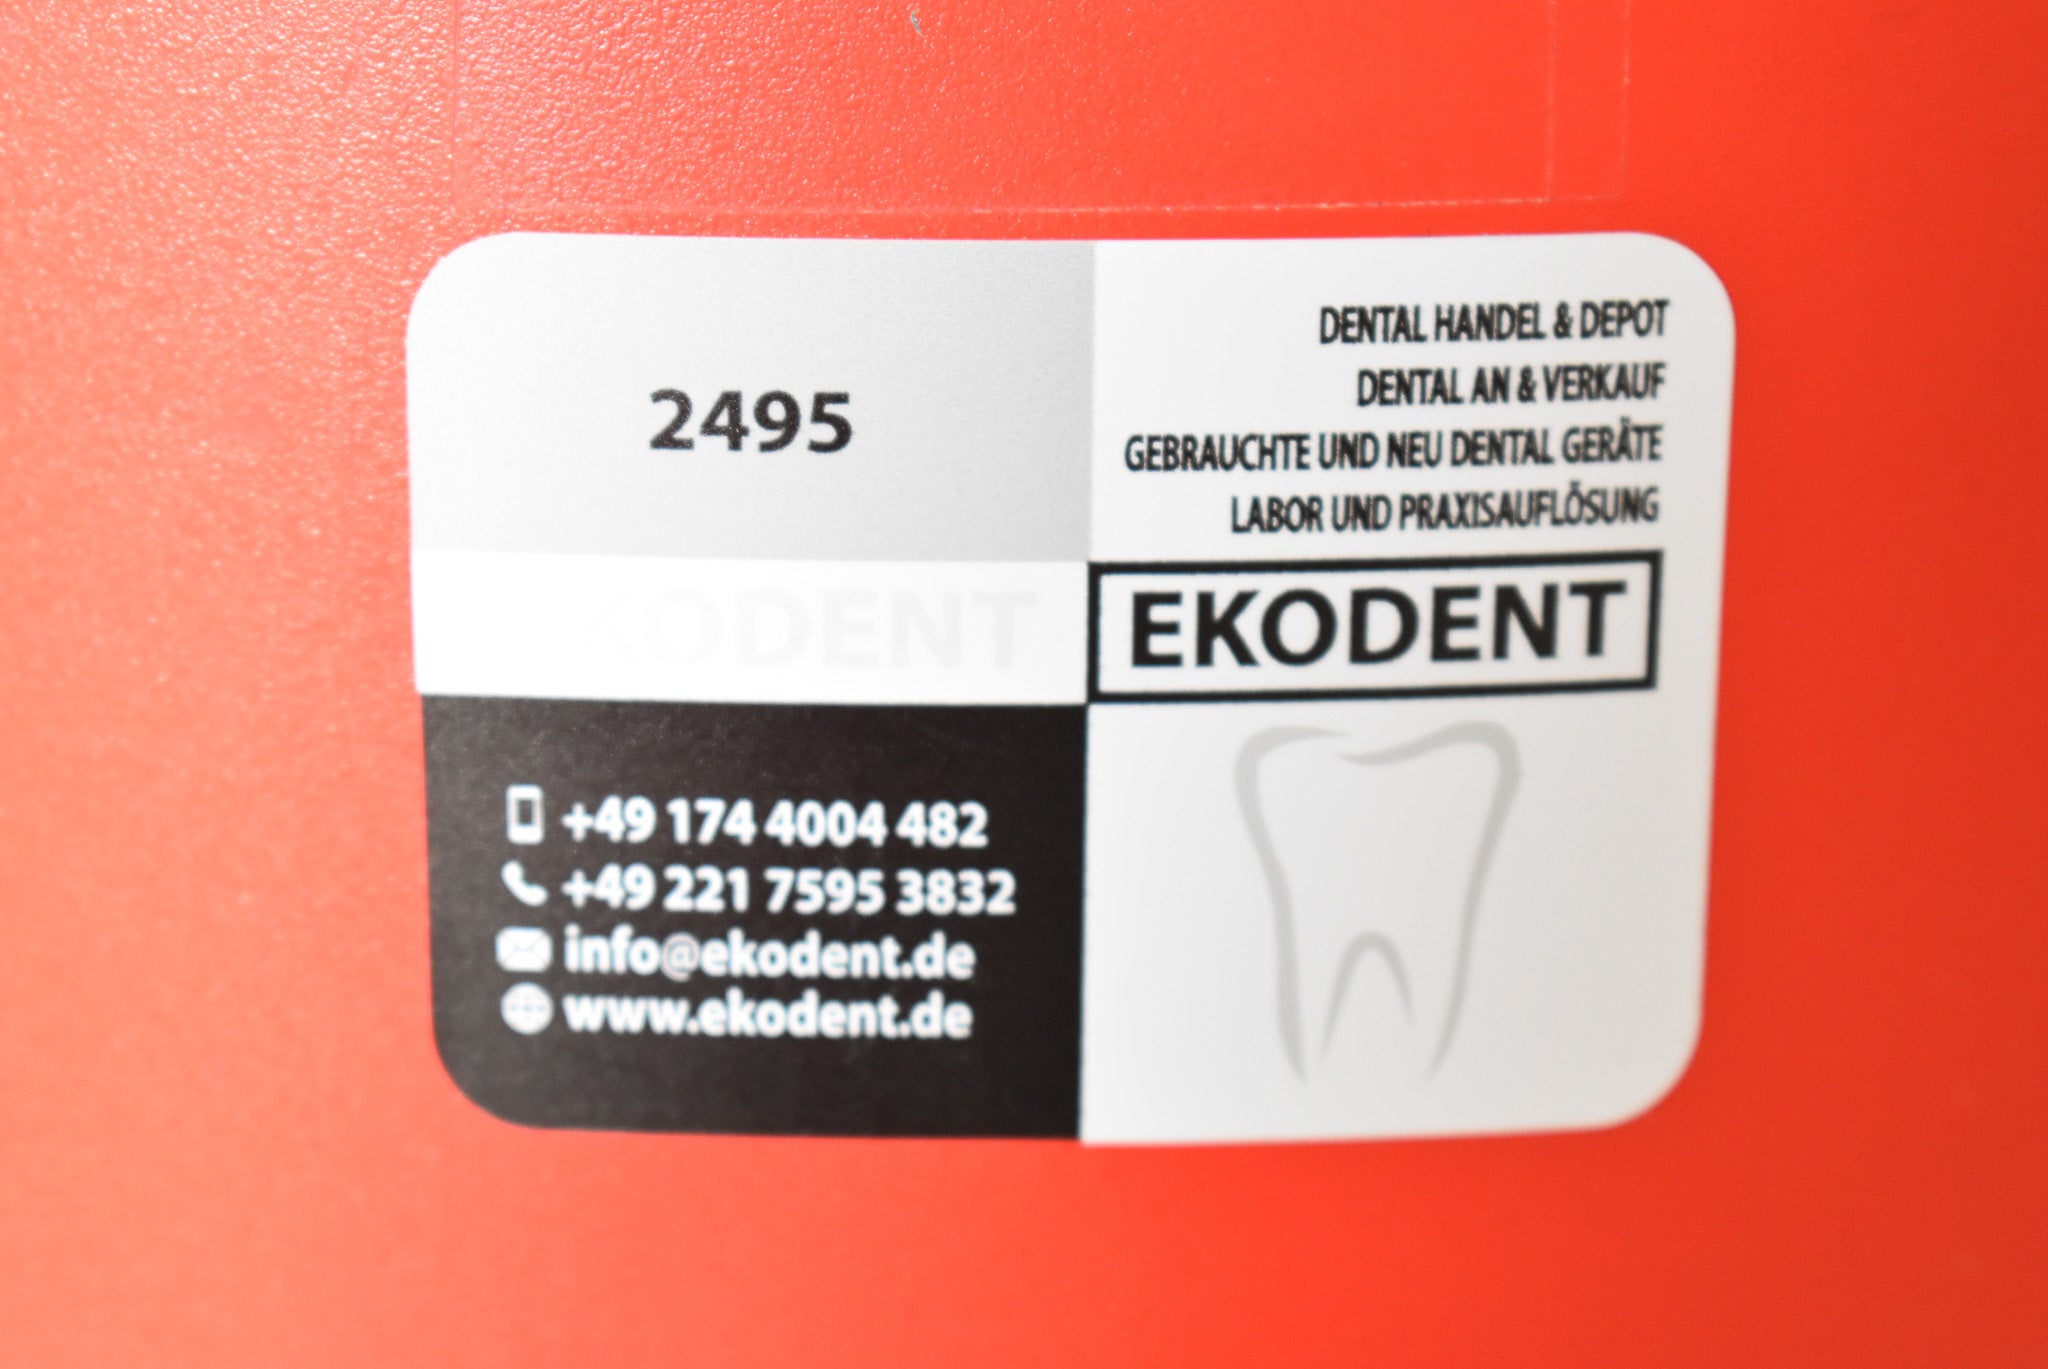 2495
EKODENT
+49 174 4004 482
+49 221 7595 3832
info@ekodent.de
www.ekodent.de
DENTAL HANDEL & DEPOT
DENTAL AN & VERKAUF
GEBRAUCHTE UND NEU DENTAL GERÄTE
LABOR UND PRAXISAUFLÖSUNG
EKODENT